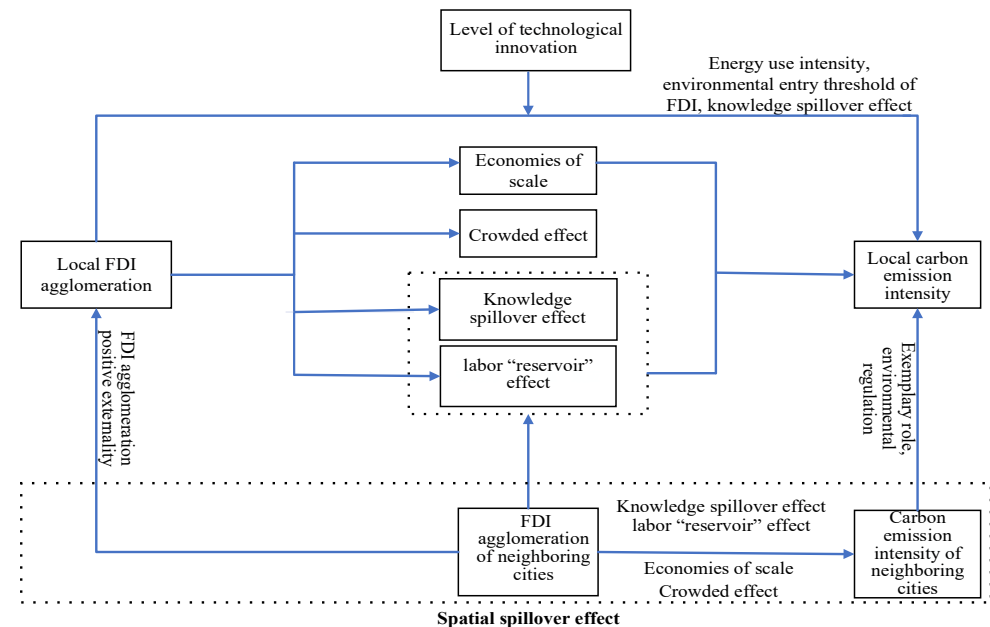 Level of technological
innovation
Energy use intensity,
environmental entry threshold of
FDI, knowledge spillover effect
Economies of
scale
Crowded effect
Local FDI
agglomeration
Knowledge
spillover effect
labor “reservoir”
effect
Local carbon
emission
intensity
FDI agglomeration
positive externality
Exemplary role,
environmental
regulation
FDI
agglomeration
of neighboring
cities
Knowledge spillover effect
labor “reservoir” effect
Economies of scale
Crowded effect
Carbon
emission
intensity of
neighboring
cities
Spatial spillover effect